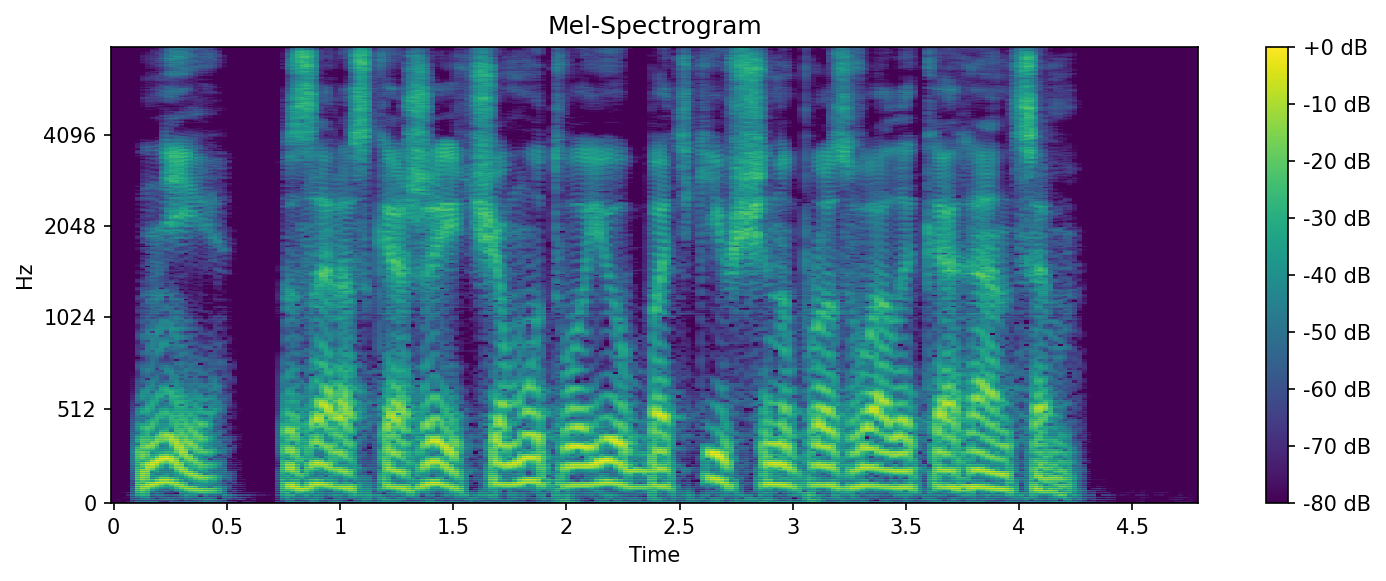 Mel-Spectrogram
+0 dB
4096
-10 dB
-20 dB
2048
-30 dB
Hz
-40 dB
1024
-50 dB
512
-60 dB
-70 dB
0
-80 dB
0 0.5 1 1.5 2 2.5 3 3.5 4 4.5
Time